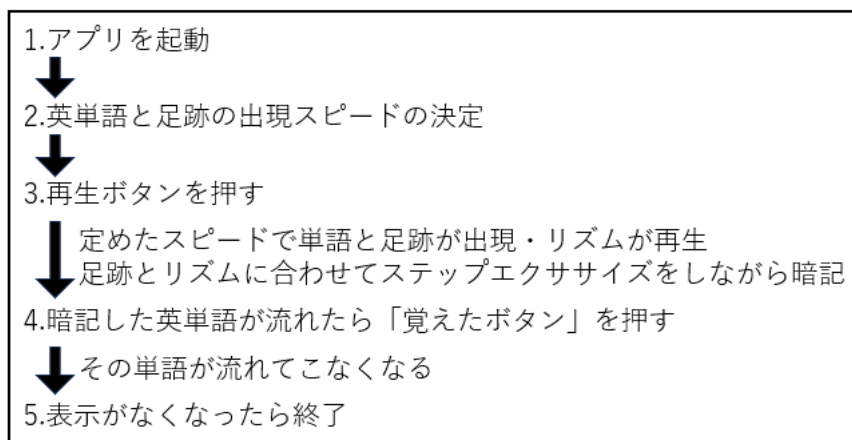 1.アプリを起動
2.英単語と足跡の出現スピードの決定
3.再生ボタンを押す
定めたスピードで単語と足跡が出現・リズムが再生
足跡とリズムに合わせてステップエクササイズをしながら暗記
4.暗記した英単語が流れたら「覚えたボタン」を押す
その単語が流れてこなくなる
5.表示がなくなったら終了